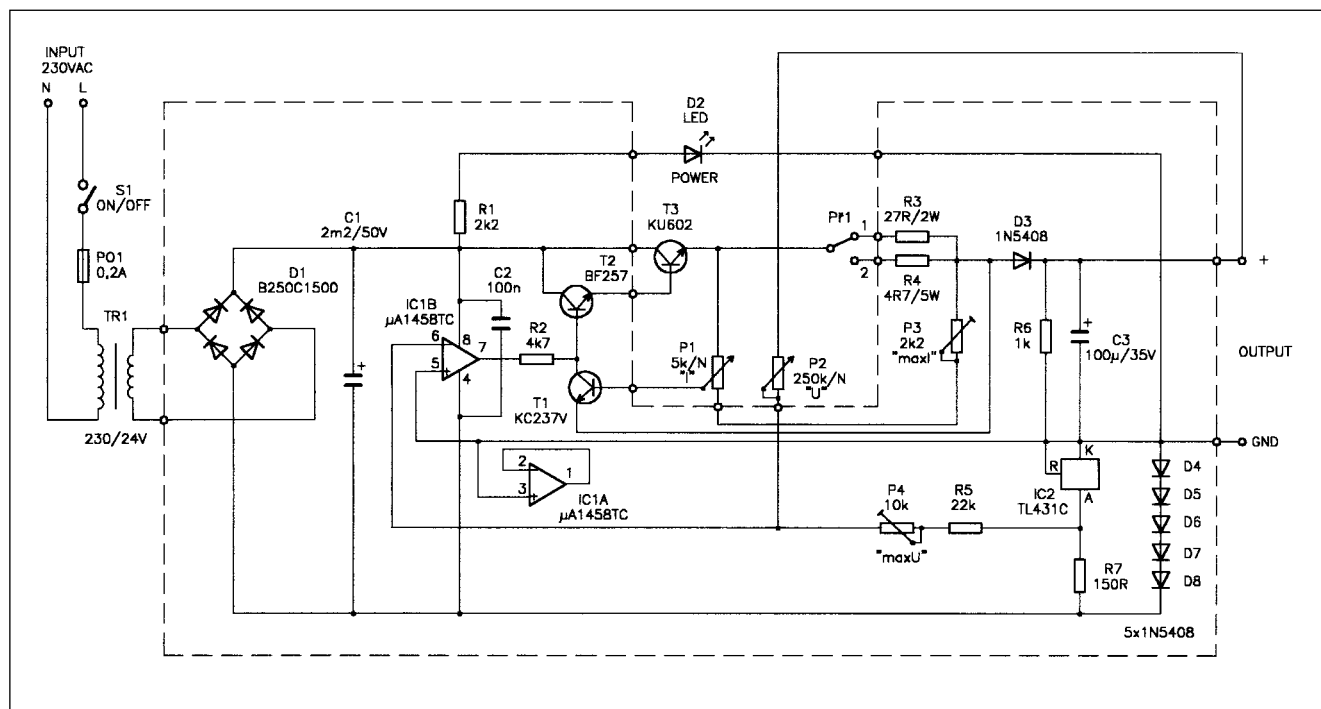 INPUT
230VAC
N L
S1
ON/OFF
PO1
0,2A
TR1
230/24V
D1
B250C1500
C1
2m2/50V
+
R1
2k2
C2
100n
IC1B
µA1458TC
6
5
+
8
4
7
R2
4k7
T1
KC237V
T2
BF257
T3
KU602
D2
LED
POWER
P1
5k/N
"I"
P2
250k/N
"U"
Př1
1
2
R3
27R/2W
R4
4R7/5W
P3
2k2
"maxI"
D3
1N5408
R6
1k
+
C3
100µ/35V
+
OUTPUT
GND
2
3
+
1
IC1A
µA1458TC
P4
10k
"maxU"
R5
22k
R
K
A
IC2
TL431C
R7
150R
D4
D5
D6
D7
D8
5x1N5408